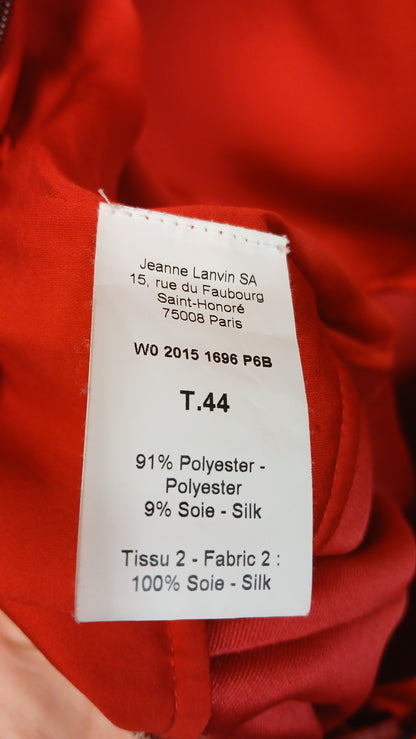 Jeanne Lanvin SA
15, rue du Faubourg
Saint-Honoré
75008 Paris
W0 2015 1696 P6B
T.44
91% Polyester -
Polyester
9% Soie - Silk
Tissu 2 - Fabric 2 :
100% Soie - Silk